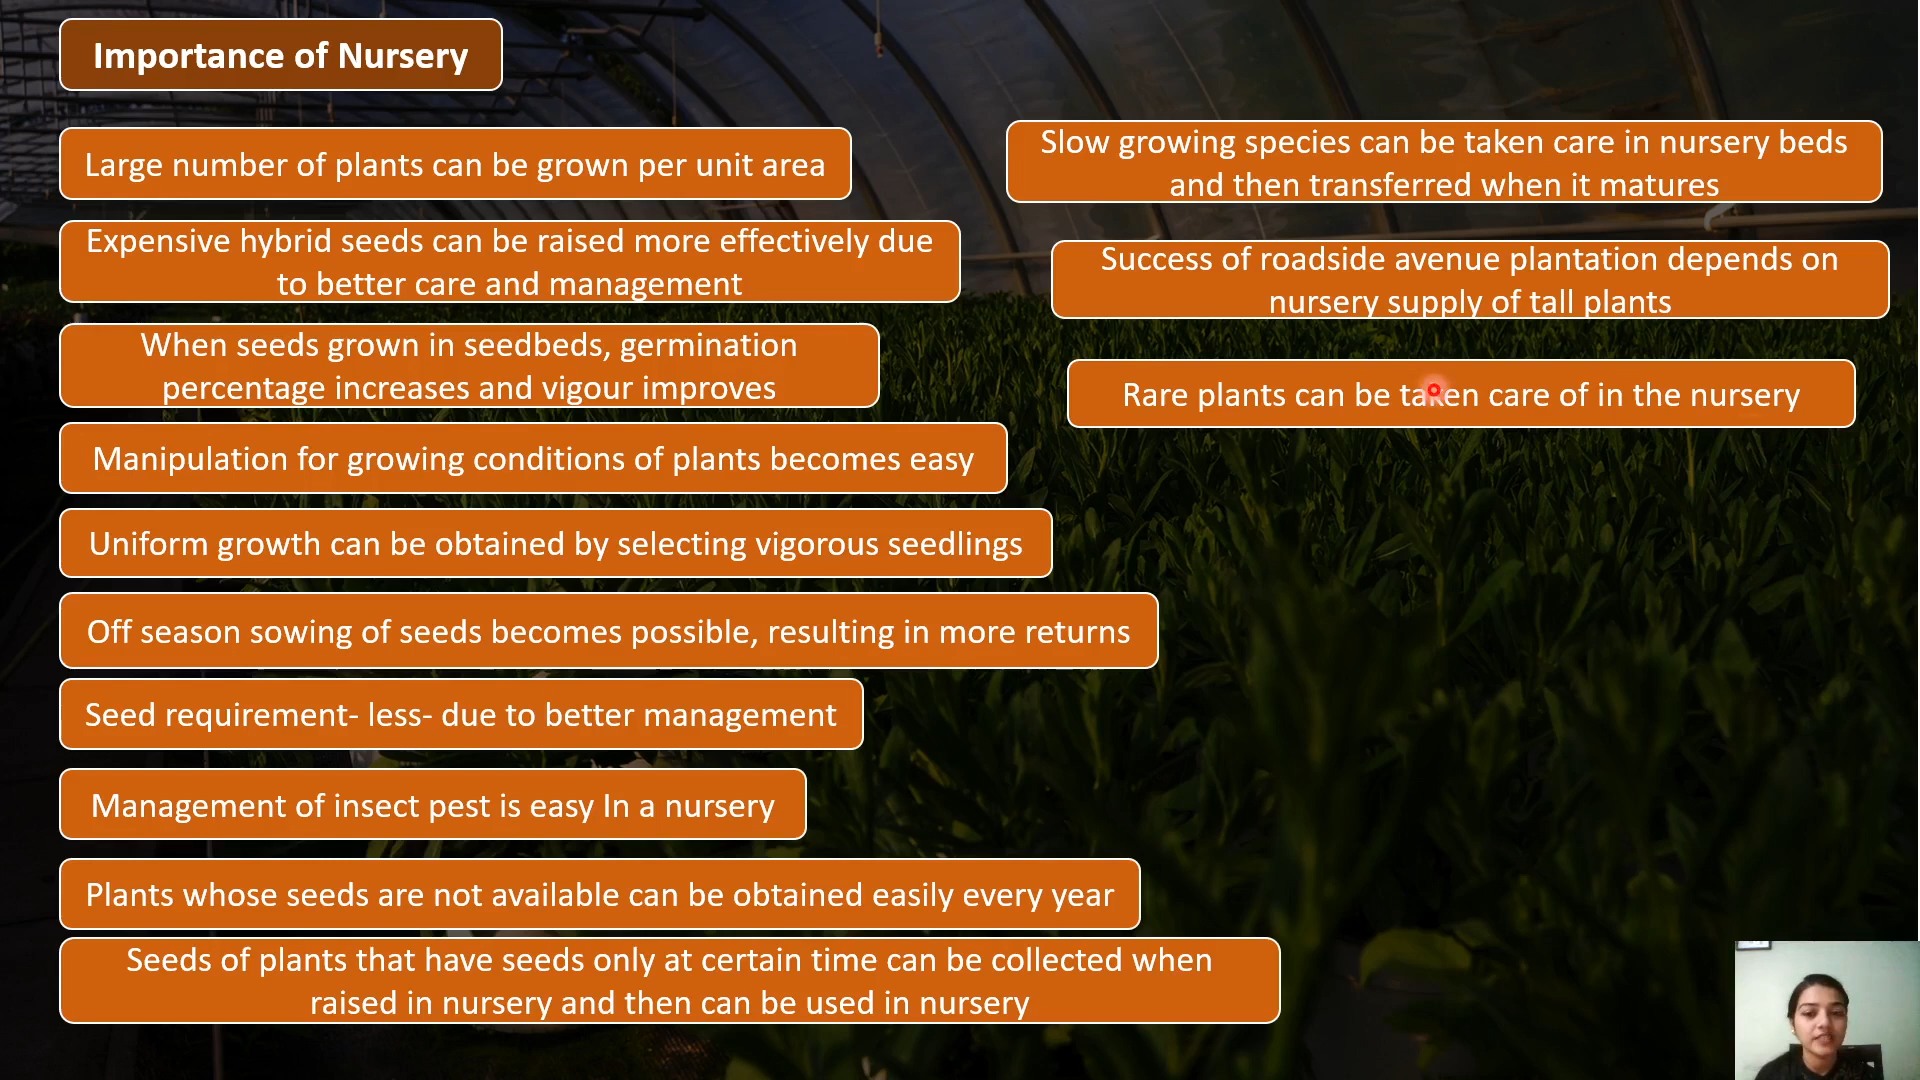 Importance of Nursery
Large number of plants can be grown per unit area
Expensive hybrid seeds can be raised more effectively due
to better care and management
When seeds grown in seedbeds, germination
percentage increases and vigour improves
Manipulation for growing conditions of plants becomes easy
Uniform growth can be obtained by selecting vigorous seedlings
Off season sowing of seeds becomes possible, resulting in more returns
Seed requirement- less- due to better management
Management of insect pest is easy In a nursery
Plants whose seeds are not available can be obtained easily every year
Seeds of plants that have seeds only at certain time can be collected when
raised in nursery and then can be used in nursery
Slow growing species can be taken care in nursery beds
and then transferred when it matures
Success of roadside avenue plantation depends on
nursery supply of tall plants
Rare plants can be taken care of in the nursery